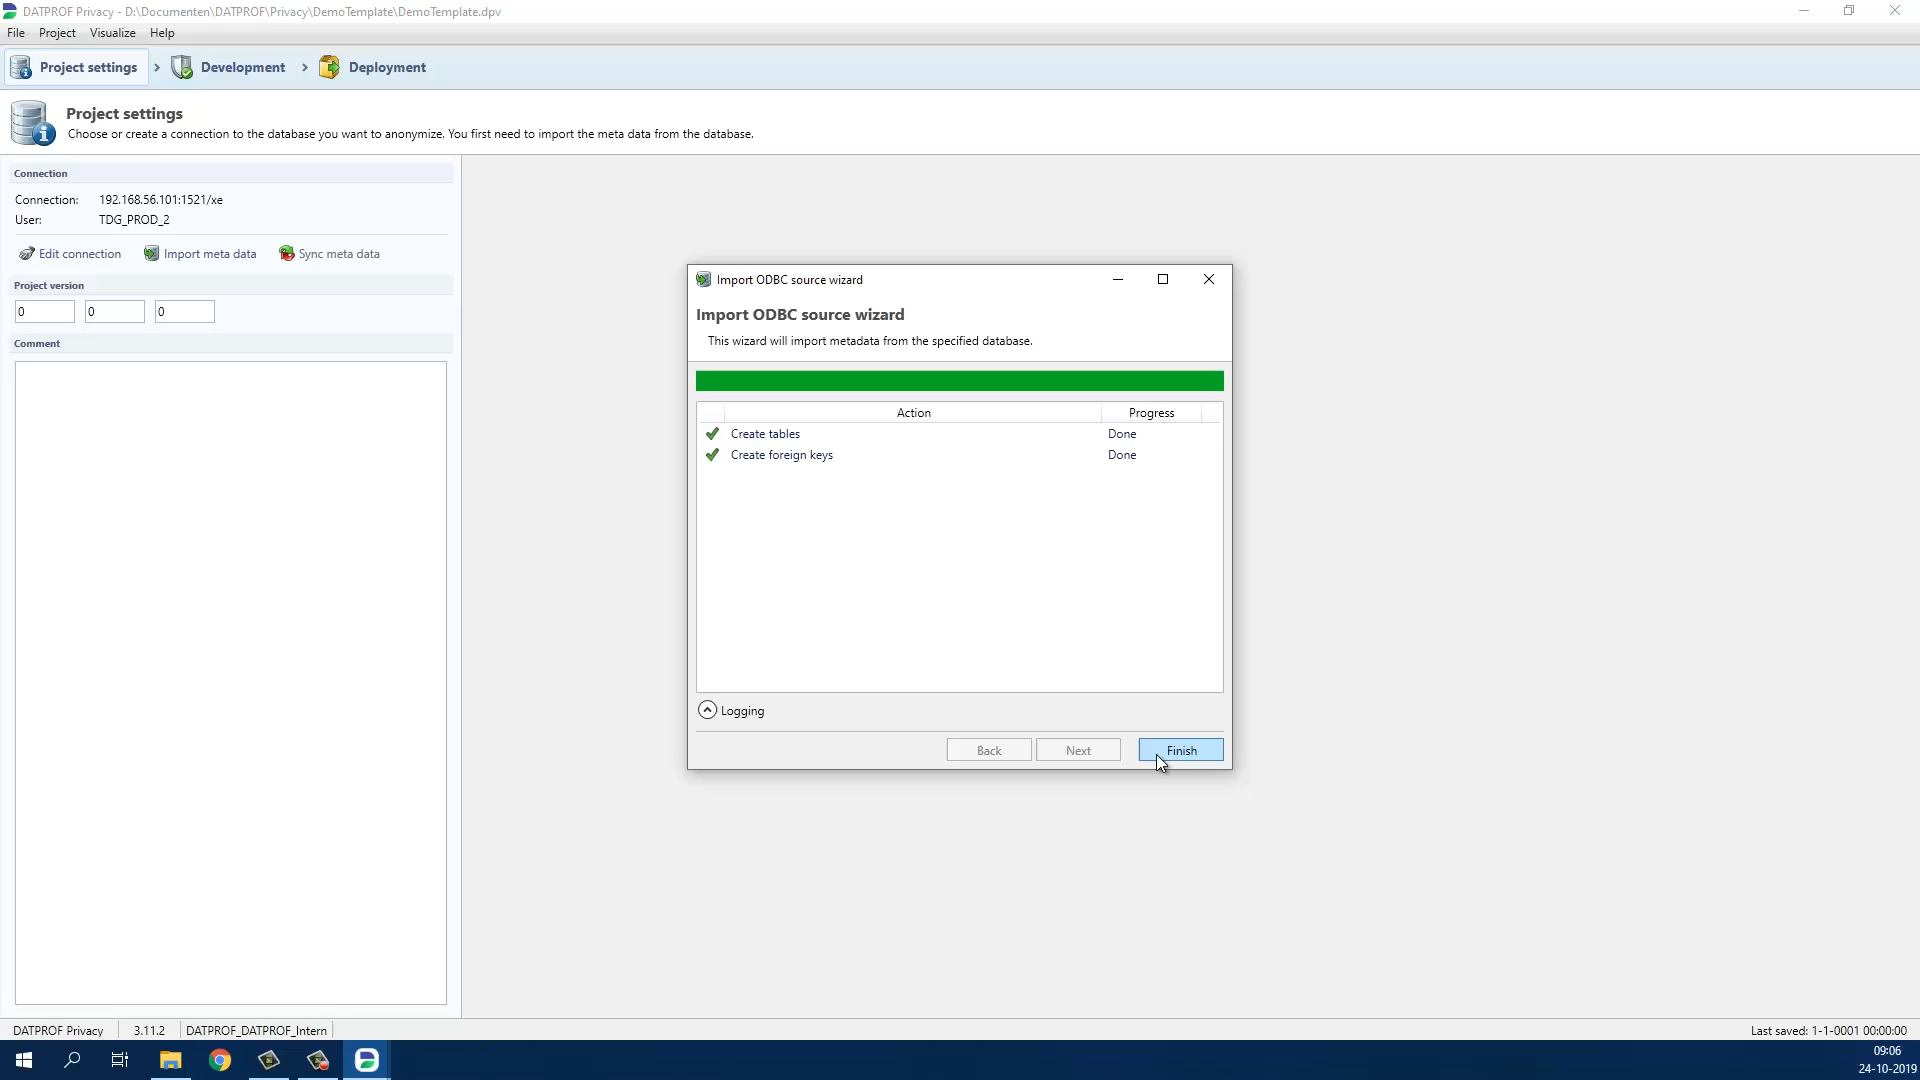 DATPROF Privacy - D:\Documenten\DATPROF\Privacy\DemoTemplate\DemoTemplate.dpv
File Project Visualize Help
Project settings > Development > Deployment
Project settings
Choose or create a connection to the database you want to anonymize. You first need to import the meta data from the database.
Connection
Connection: 192.168.56.101:1521/xe
User: TDG_PROD_2
Edit connection Import meta data Sync meta data
Project version
0 0 0
Comment
Import ODBC source wizard
Import ODBC source wizard
This wizard will import metadata from the specified database.
Action Progress
Create tables Done
Create foreign keys Done
Logging
Back Next Finish
DATPROF Privacy 3.11.2 DATPROF_DATPROF_Intern Last saved: 1-1-0001 00:00:00
09:06
24-10-2019